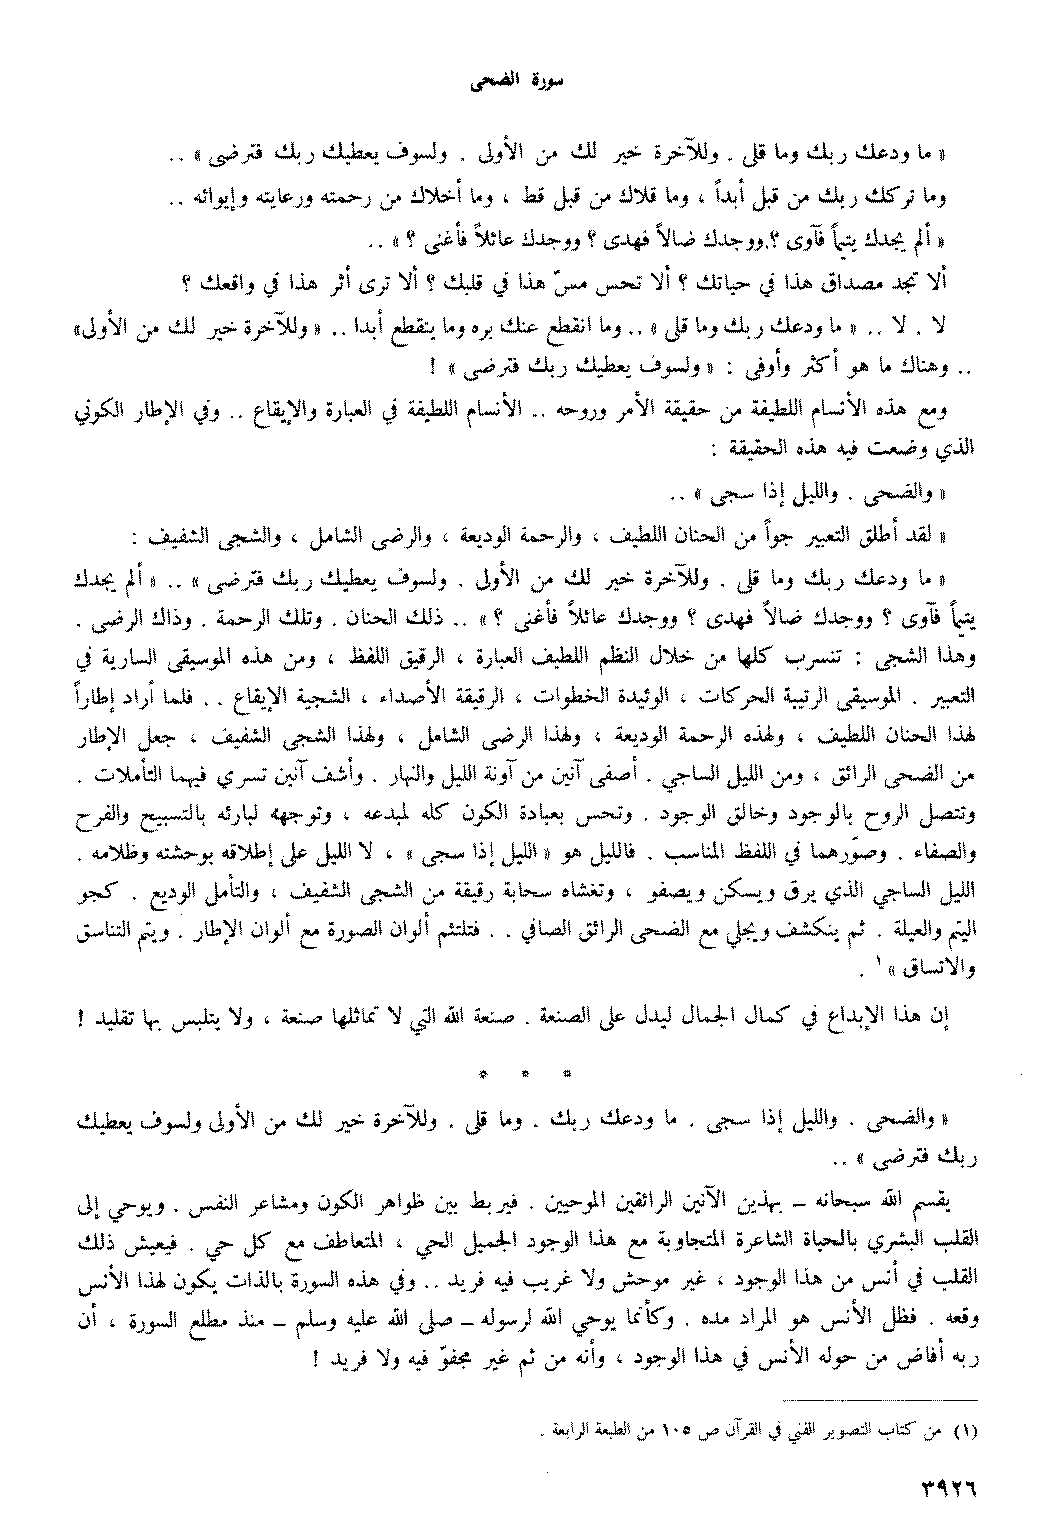 سورة الضحى
« ما ودعك ربك وما قلى . وللآخرة خير لك من الأولى . ولسوف يعطيك ربك فترضى » ..
وما تركك ربك من قبل أبداً ، وما قلاك من قبل قط ، وما أخلاك من رحمته ورعايته وإيوائه ..
« ألم يجدك يتيماً فآوى ؟ ووجدك ضالاً فهدى ؟ ووجدك عائلاً فأغنى ؟ » ..
ألا تجد مصداق هذا في حياتك ؟ ألا تحس مسّ هذا في قلبك ؟ ألا ترى أثر هذا في واقعك ؟
لا . لا .. « ما ودعك ربك وما قلى » .. وما انقطع عنك بره وما ينقطع أبدا .. « وللآخرة خير لك من الأولى»
.. وهناك ما هو أكثر وأوفى : « ولسوف يعطيك ربك فترضى » !
ومع هذه الأنسام اللطيفة من حقيقة الأمر وروحه .. الأنسام اللطيفة في العبارة والإيقاع .. وفي الإطار الكوني
الذي وضعت فيه هذه الحقيقة :
« والضحى . والليل إذا سجى » ..
« لقد أطلق التعبير جواً من الحنان اللطيف ، والرحمة الوديعة ، والرضى الشامل ، والشجى الشفيف :
« ما ودعك ربك وما قلى . وللآخرة خير لك من الأولى . ولسوف يعطيك ربك فترضى » .. « ألم يجدك
يتيماً فآوى ؟ ووجدك ضالاً فهدى ؟ ووجدك عائلاً فأغنى ؟ » .. ذلك الحنان . وتلك الرحمة . وذاك الرضى .
وهذا الشجى : تنسرب كلها من خلال النظم اللطيف العبارة ، الرقيق اللفظ ، ومن هذه الموسيقى السارية في
التعبير . الموسيقى الرتيبة الحركات ، الوئيدة الخطوات ، الرقيقة الأصداء ، الشجية الإيقاع .. فلما أراد إطاراً
لهذا الحنان اللطيف ، ولهذه الرحمة الوديعة ، ولهذا الرضى الشامل ، ولهذا الشجى الشفيف ، جعل الإطار
من الضحى الرائق ، ومن الليل الساجي . أصفى آنين من آونة الليل والنهار . وأشف آنين تسري فيهما التأملات .
وتتصل الروح بالوجود وخالق الوجود . وتحس بعبادة الكون كله لمبدعه ، وتوجهه لبارئه بالتسبيح والفرح
والصفاء . وصوّرهما في اللفظ المناسب . فالليل هو « الليل إذا سجى » ، لا الليل على إطلاقه بوحشته وظلامه .
الليل الساجي الذي يرق ويسكن ويصفو ، وتغشاه سحابة رقيقة من الشجى الشفيف ، والتأمل الوديع . كجو
اليتم والعيلة . ثم ينكشف ويجلي مع الضحى الرائق الصافي . . فتلتئم ألوان الصورة مع ألوان الإطار . ويتم التناسق
والاتساق » ١ .
إن هذا الإبداع في كمال الجمال ليدل على الصنعة . صنعة الله التي لا تماثلها صنعة ، ولا يتلبس بها تقليد !
* * *
« والضحى . والليل إذا سجى . ما ودعك ربك . وما قلى . وللآخرة خير لك من الأولى ولسوف يعطيك
ربك فترضى » ..
يقسم الله سبحانه – بهذين الآنين الرائقين الموحيين . فيربط بين ظواهر الكون ومشاعر النفس . ويوحي إلى
القلب البشري بالحياة الشاعرة المتجاوبة مع هذا الوجود الجميل الحي ، المتعاطف مع كل حي . فيعيش ذلك
القلب في أنس من هذا الوجود ، غير موحش ولا غريب فيه فريد .. وفي هذه السورة بالذات يكون لهذا الأنس
وقعه . فظل الأنس هو المراد مده . وكأنما يوحي الله لرسوله – صلى الله عليه وسلم – منذ مطلع السورة ، أن
ربه أفاض من حوله الأنس في هذا الوجود ، وأنه من ثم غير مجفوّ فيه ولا فريد !
(١) من كتاب التصوير الفني في القرآن ص ١٠٥ من الطبعة الرابعة .
٣٩٢٦